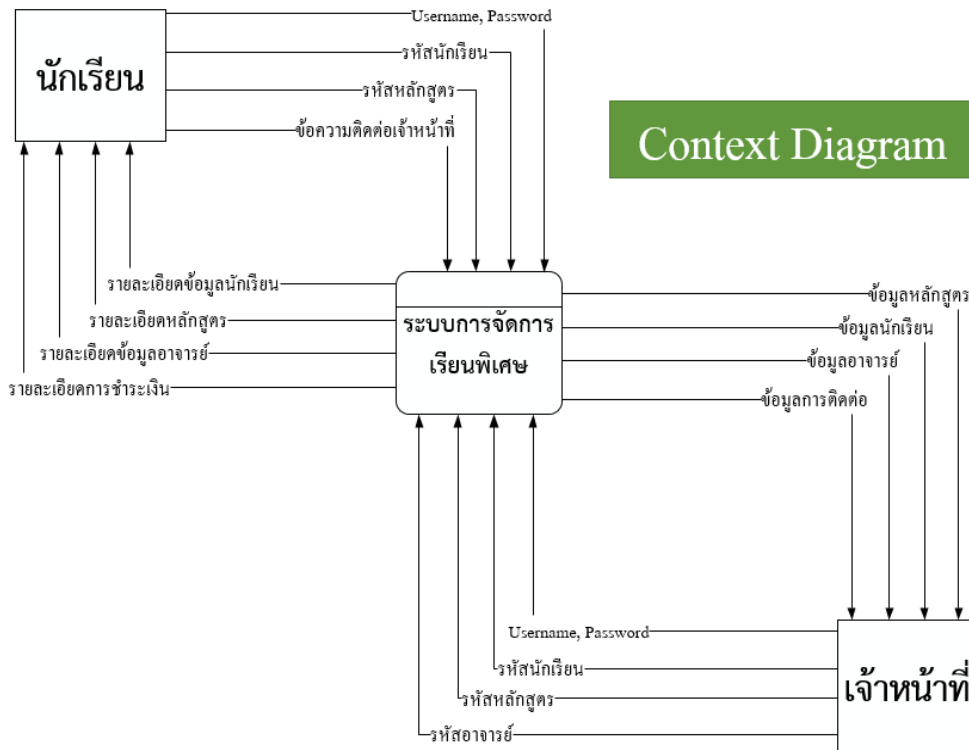 Username, Password
รหัสนักเรียน
นักเรียน
รหัสหลักสูตร
ข้อความติดต่อเจ้าหน้าที่
Context Diagram
รายละเอียดข้อมูลนักเรียน
รายละเอียดหลักสูตร
รายละเอียดข้อมูลอาจารย์
รายละเอียดการชำระเงิน
ระบบการจัดการ
เรียนพิเศษ
ข้อมูลหลักสูตร
ข้อมูลนักเรียน
ข้อมูลอาจารย์
ข้อมูลการติดต่อ
Username, Password
รหัสนักเรียน
รหัสหลักสูตร
รหัสอาจารย์
เจ้าหน้าที่